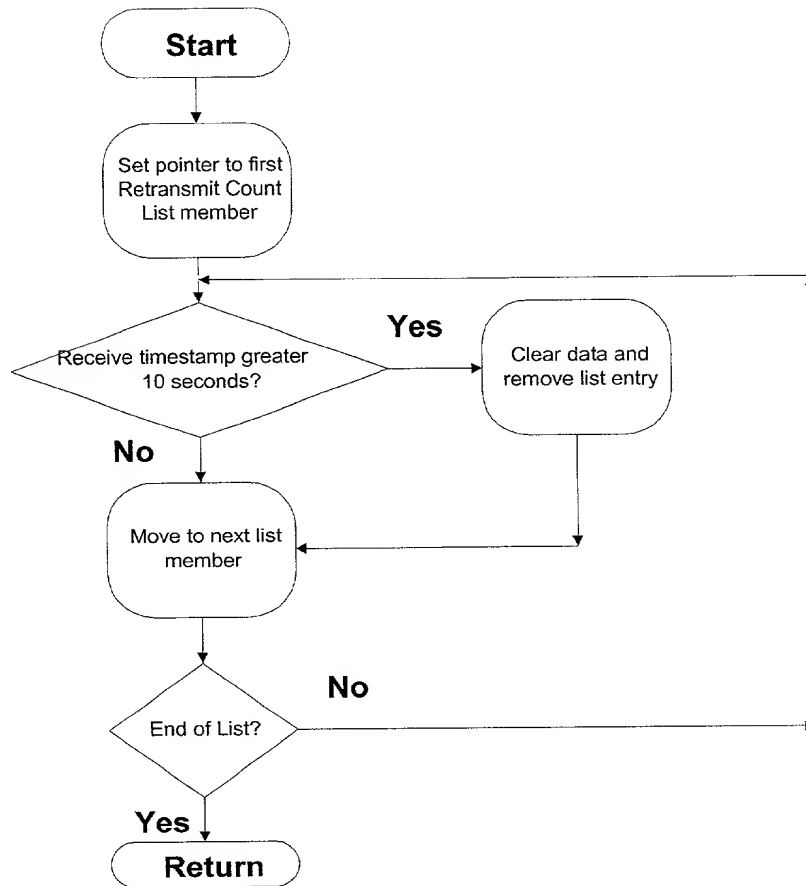 Start
Set pointer to first
Retransmit Count
List member
Receive timestamp greater
10 seconds?
Yes
Clear data and
remove list entry
No
Move to next list
member
End of List?
No
Yes
Return